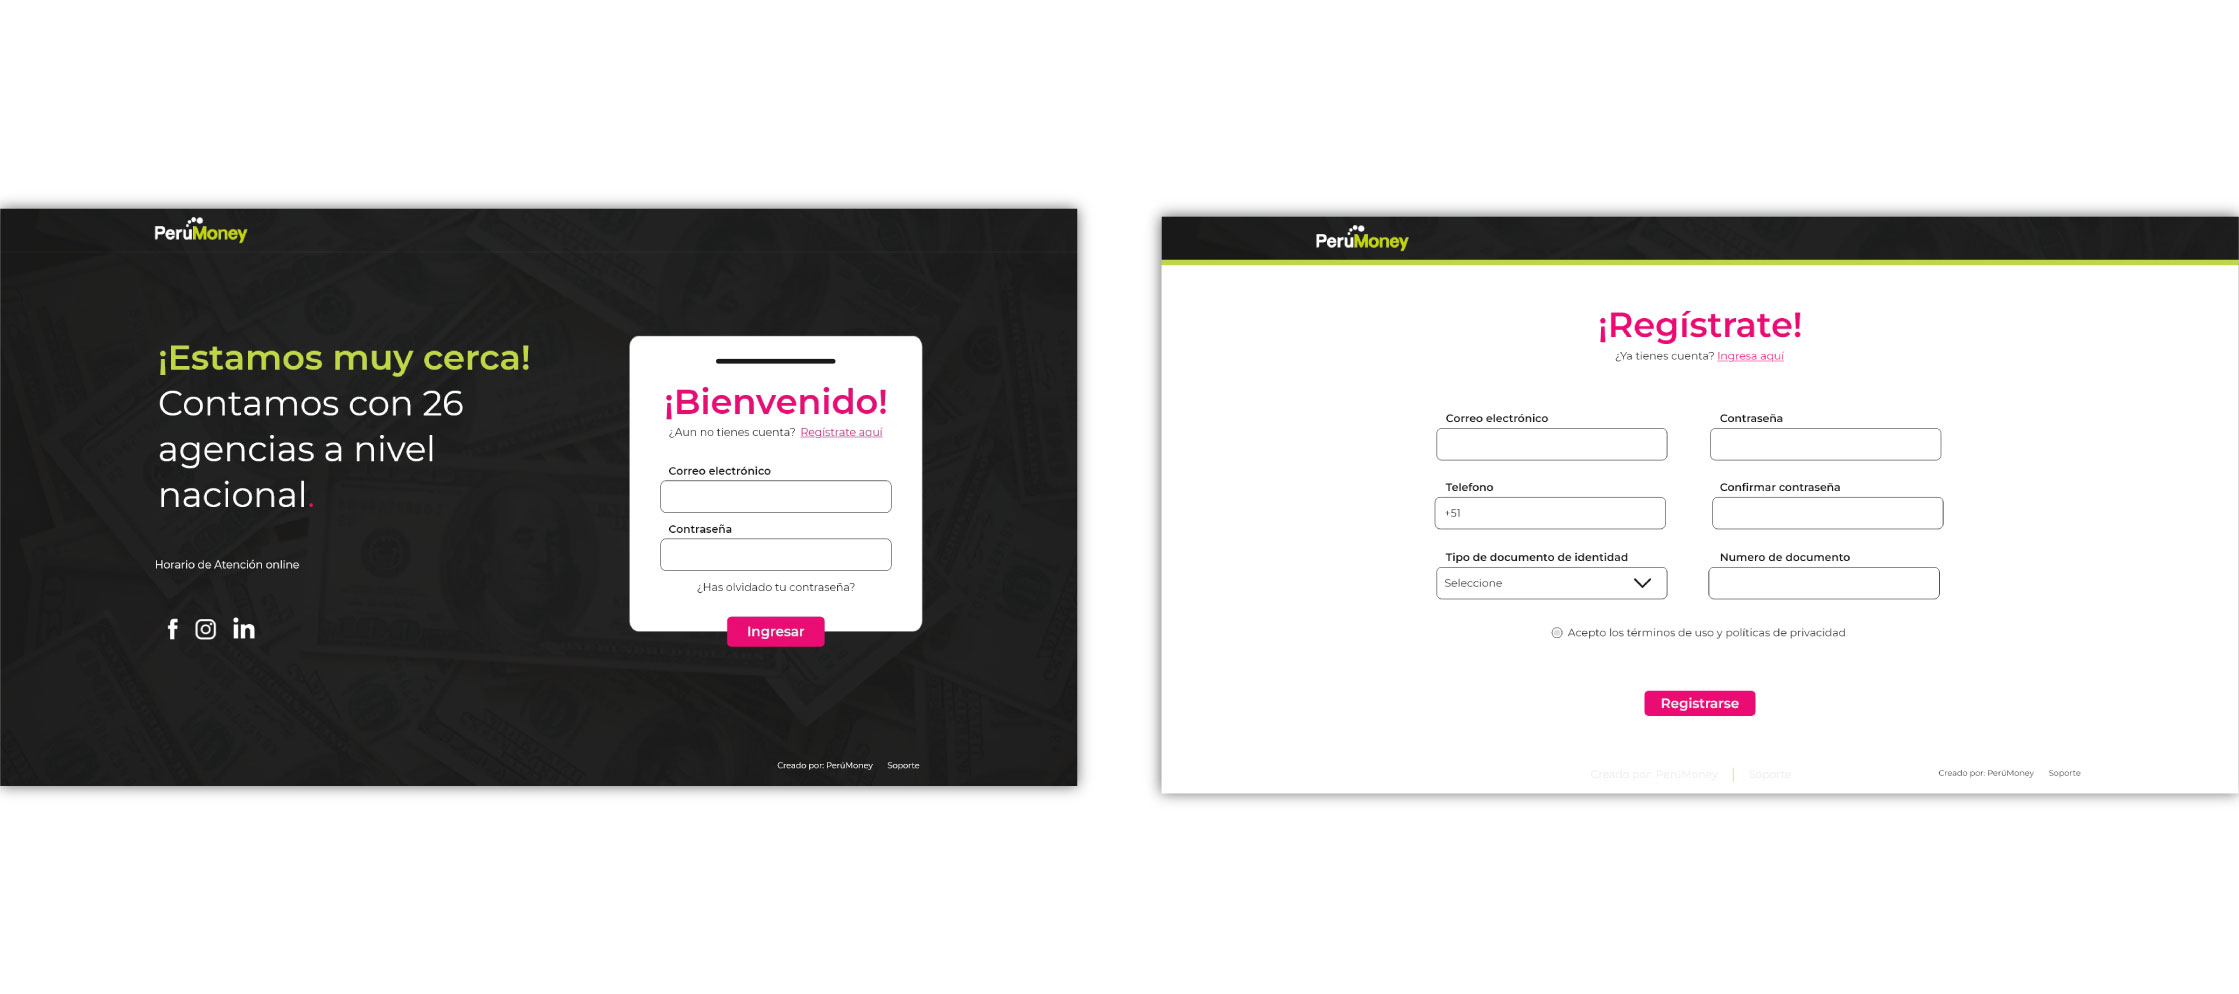 PerúMoney
¡Estamos muy cerca!
Contamos con 26
agencias a nivel
nacional.
Horario de Atención online
¡Bienvenido!
¿Aun no tienes cuenta? Regístrate aquí
Correo electrónico
Contraseña
¿Has olvidado tu contraseña?
Ingresar
Creado por: PerúMoney Soporte
PerúMoney
¡Regístrate!
¿Ya tienes cuenta? Ingresa aquí
Correo electrónico
Contraseña
Telefono
+51
Confirmar contraseña
Tipo de documento de identidad
Seleccione
Numero de documento
Acepto los términos de uso y políticas de privacidad
Registrarse
Creado por: PerúMoney | Soporte
Creado por: PerúMoney Soporte